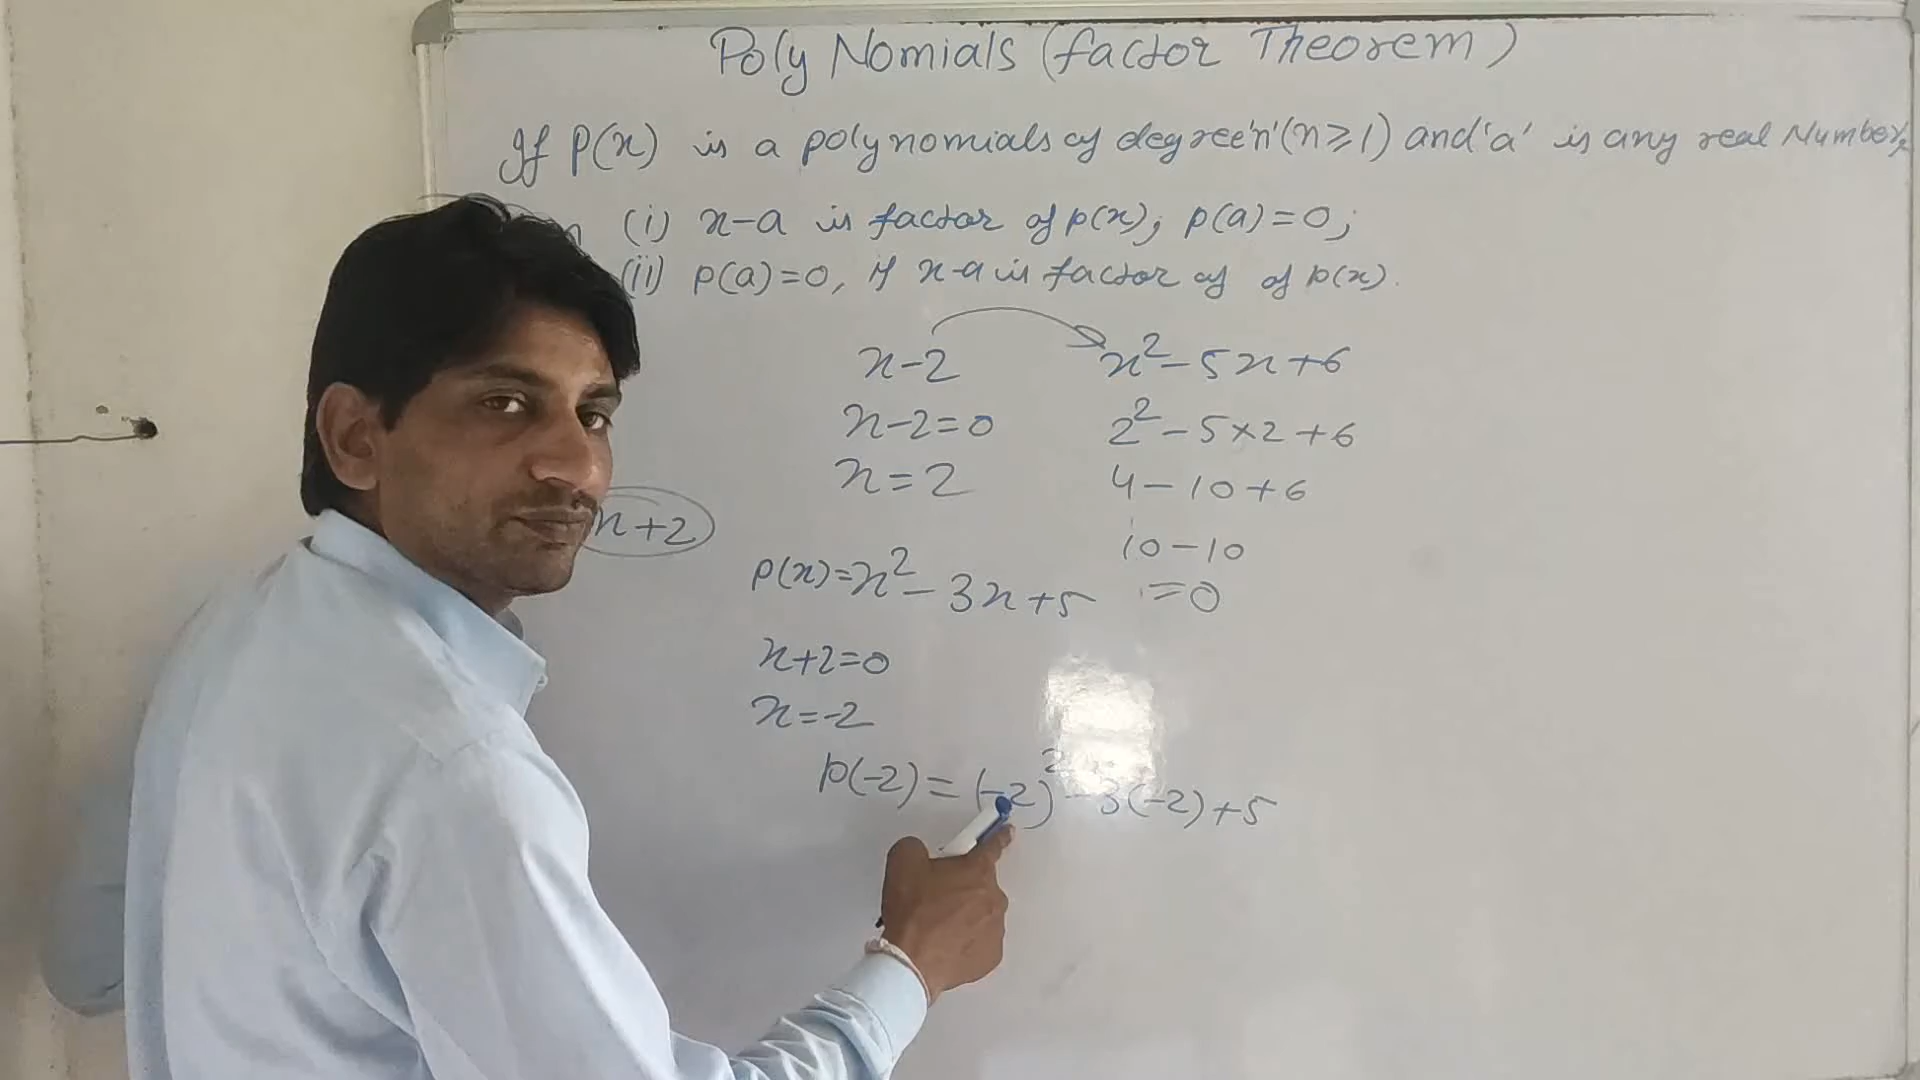 Poly Nomials (factor Theorem)
If P(x) is a polynomials of degree 'n' (n≥1) and 'a' is any real Number,
(i) x-a is factor of p(x), p(a)=0;
(ii) p(a)=0, if x-a is factor of of p(x).
x-2
x²-5x+6
x-2=0
2²-5×2+6
x=2
4-10+6
x+2
10-10
p(x)=x²-3x+5
=0
x+2=0
x=-2
p(-2)=(-2)²-3(-2)+5